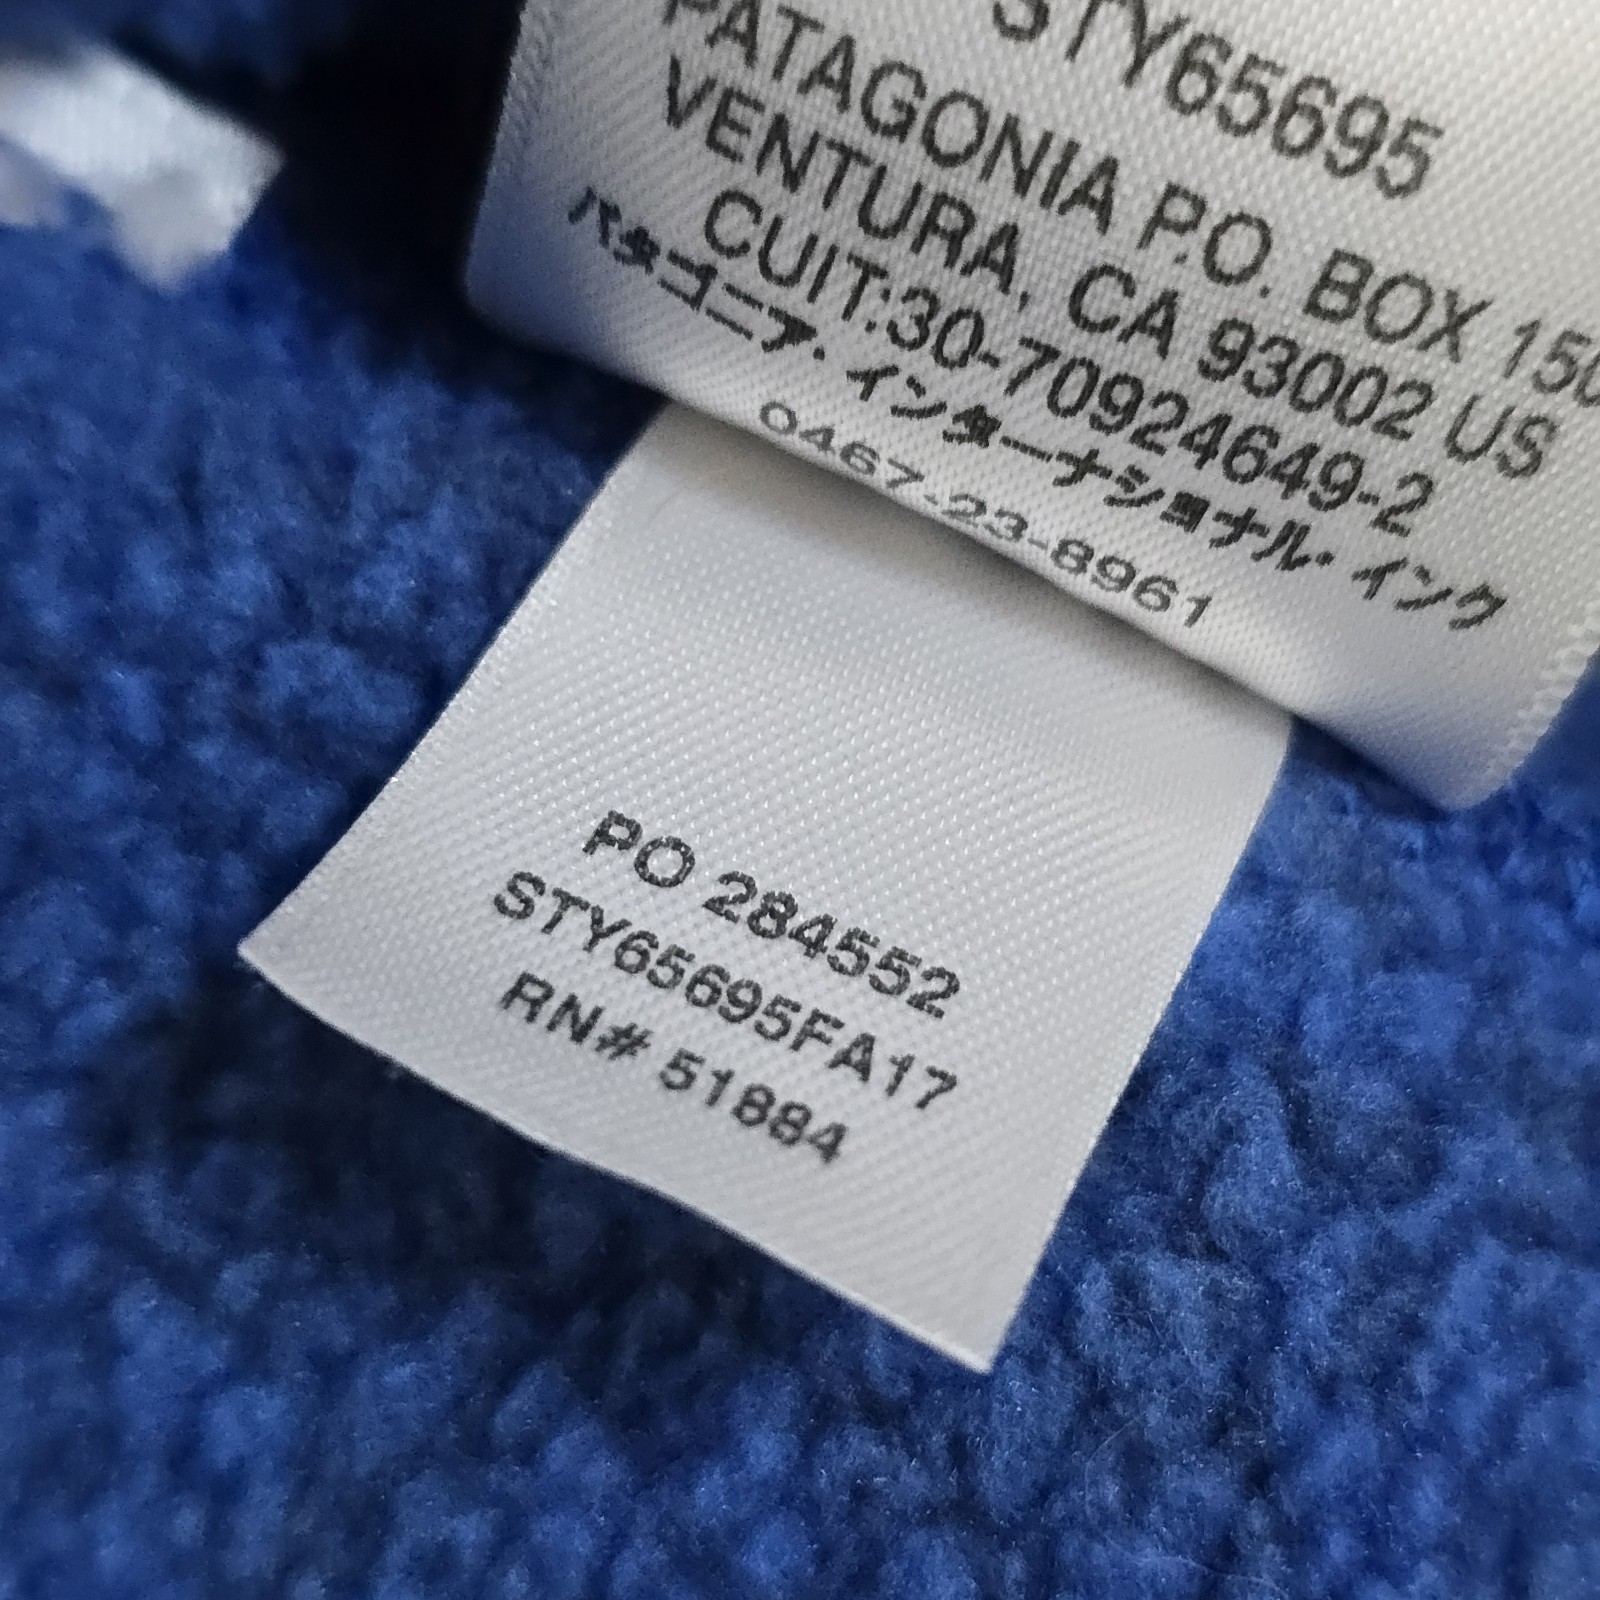 STY65695
PATAGONIA P.O. BOX 150
VENTURA, CA 93002 US
CUIT:30-70924649-2
パタゴニア・インターナショナル・インク
0467-23-8961
PO 284552
STY65695FA17
RN# 51884